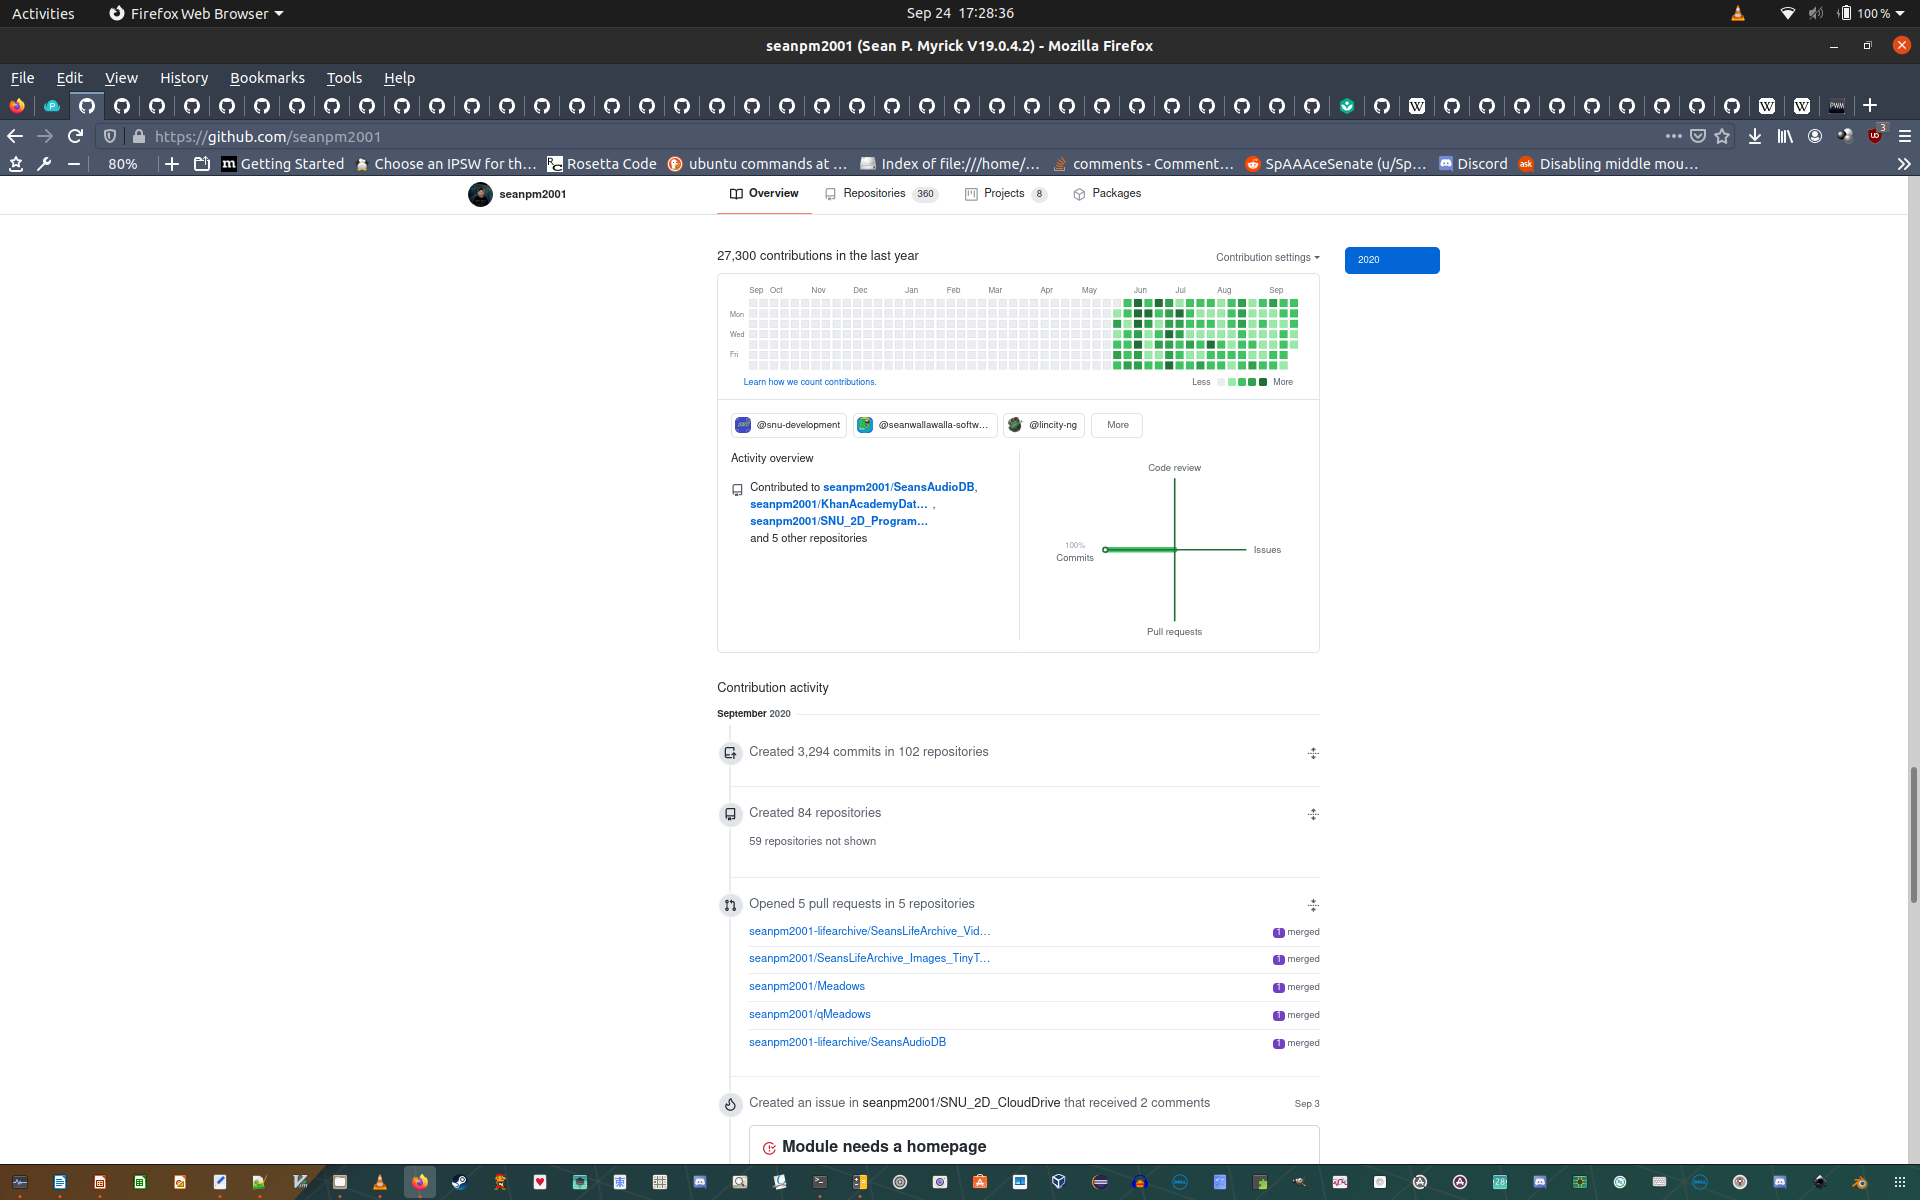 Activities Firefox Web Browser Sep 24 17:28:36 100 %
seanpm2001 (Sean P. Myrick V19.0.4.2) - Mozilla Firefox
File Edit View History Bookmarks Tools Help
https://github.com/seanpm2001 3
80% Getting Started Choose an IPSW for th… Rosetta Code ubuntu commands at … Index of file:///home/… comments - Comment… SpAAAceSenate (u/Sp… Discord Disabling middle mou…
seanpm2001 Overview Repositories 360 Projects 8 Packages
27,300 contributions in the last year Contribution settings 2020
Sep Oct Nov Dec Jan Feb Mar Apr May Jun Jul Aug Sep
Mon
Wed
Fri
Learn how we count contributions. Less More
@snu-development @seanwallawalla-softw… @lincity-ng More
Activity overview
Code review
Contributed to seanpm2001/SeansAudioDB,
seanpm2001/KhanAcademyDat… ,
seanpm2001/SNU_2D_Program…
and 5 other repositories
100%
Commits
Issues
Pull requests
Contribution activity
September 2020
Created 3,294 commits in 102 repositories
Created 84 repositories
59 repositories not shown
Opened 5 pull requests in 5 repositories
seanpm2001-lifearchive/SeansLifeArchive_Vid… 1 merged
seanpm2001/SeansLifeArchive_Images_TinyT… 1 merged
seanpm2001/Meadows 1 merged
seanpm2001/qMeadows 1 merged
seanpm2001-lifearchive/SeansAudioDB 1 merged
Created an issue in seanpm2001/SNU_2D_CloudDrive that received 2 comments Sep 3
Module needs a homepage